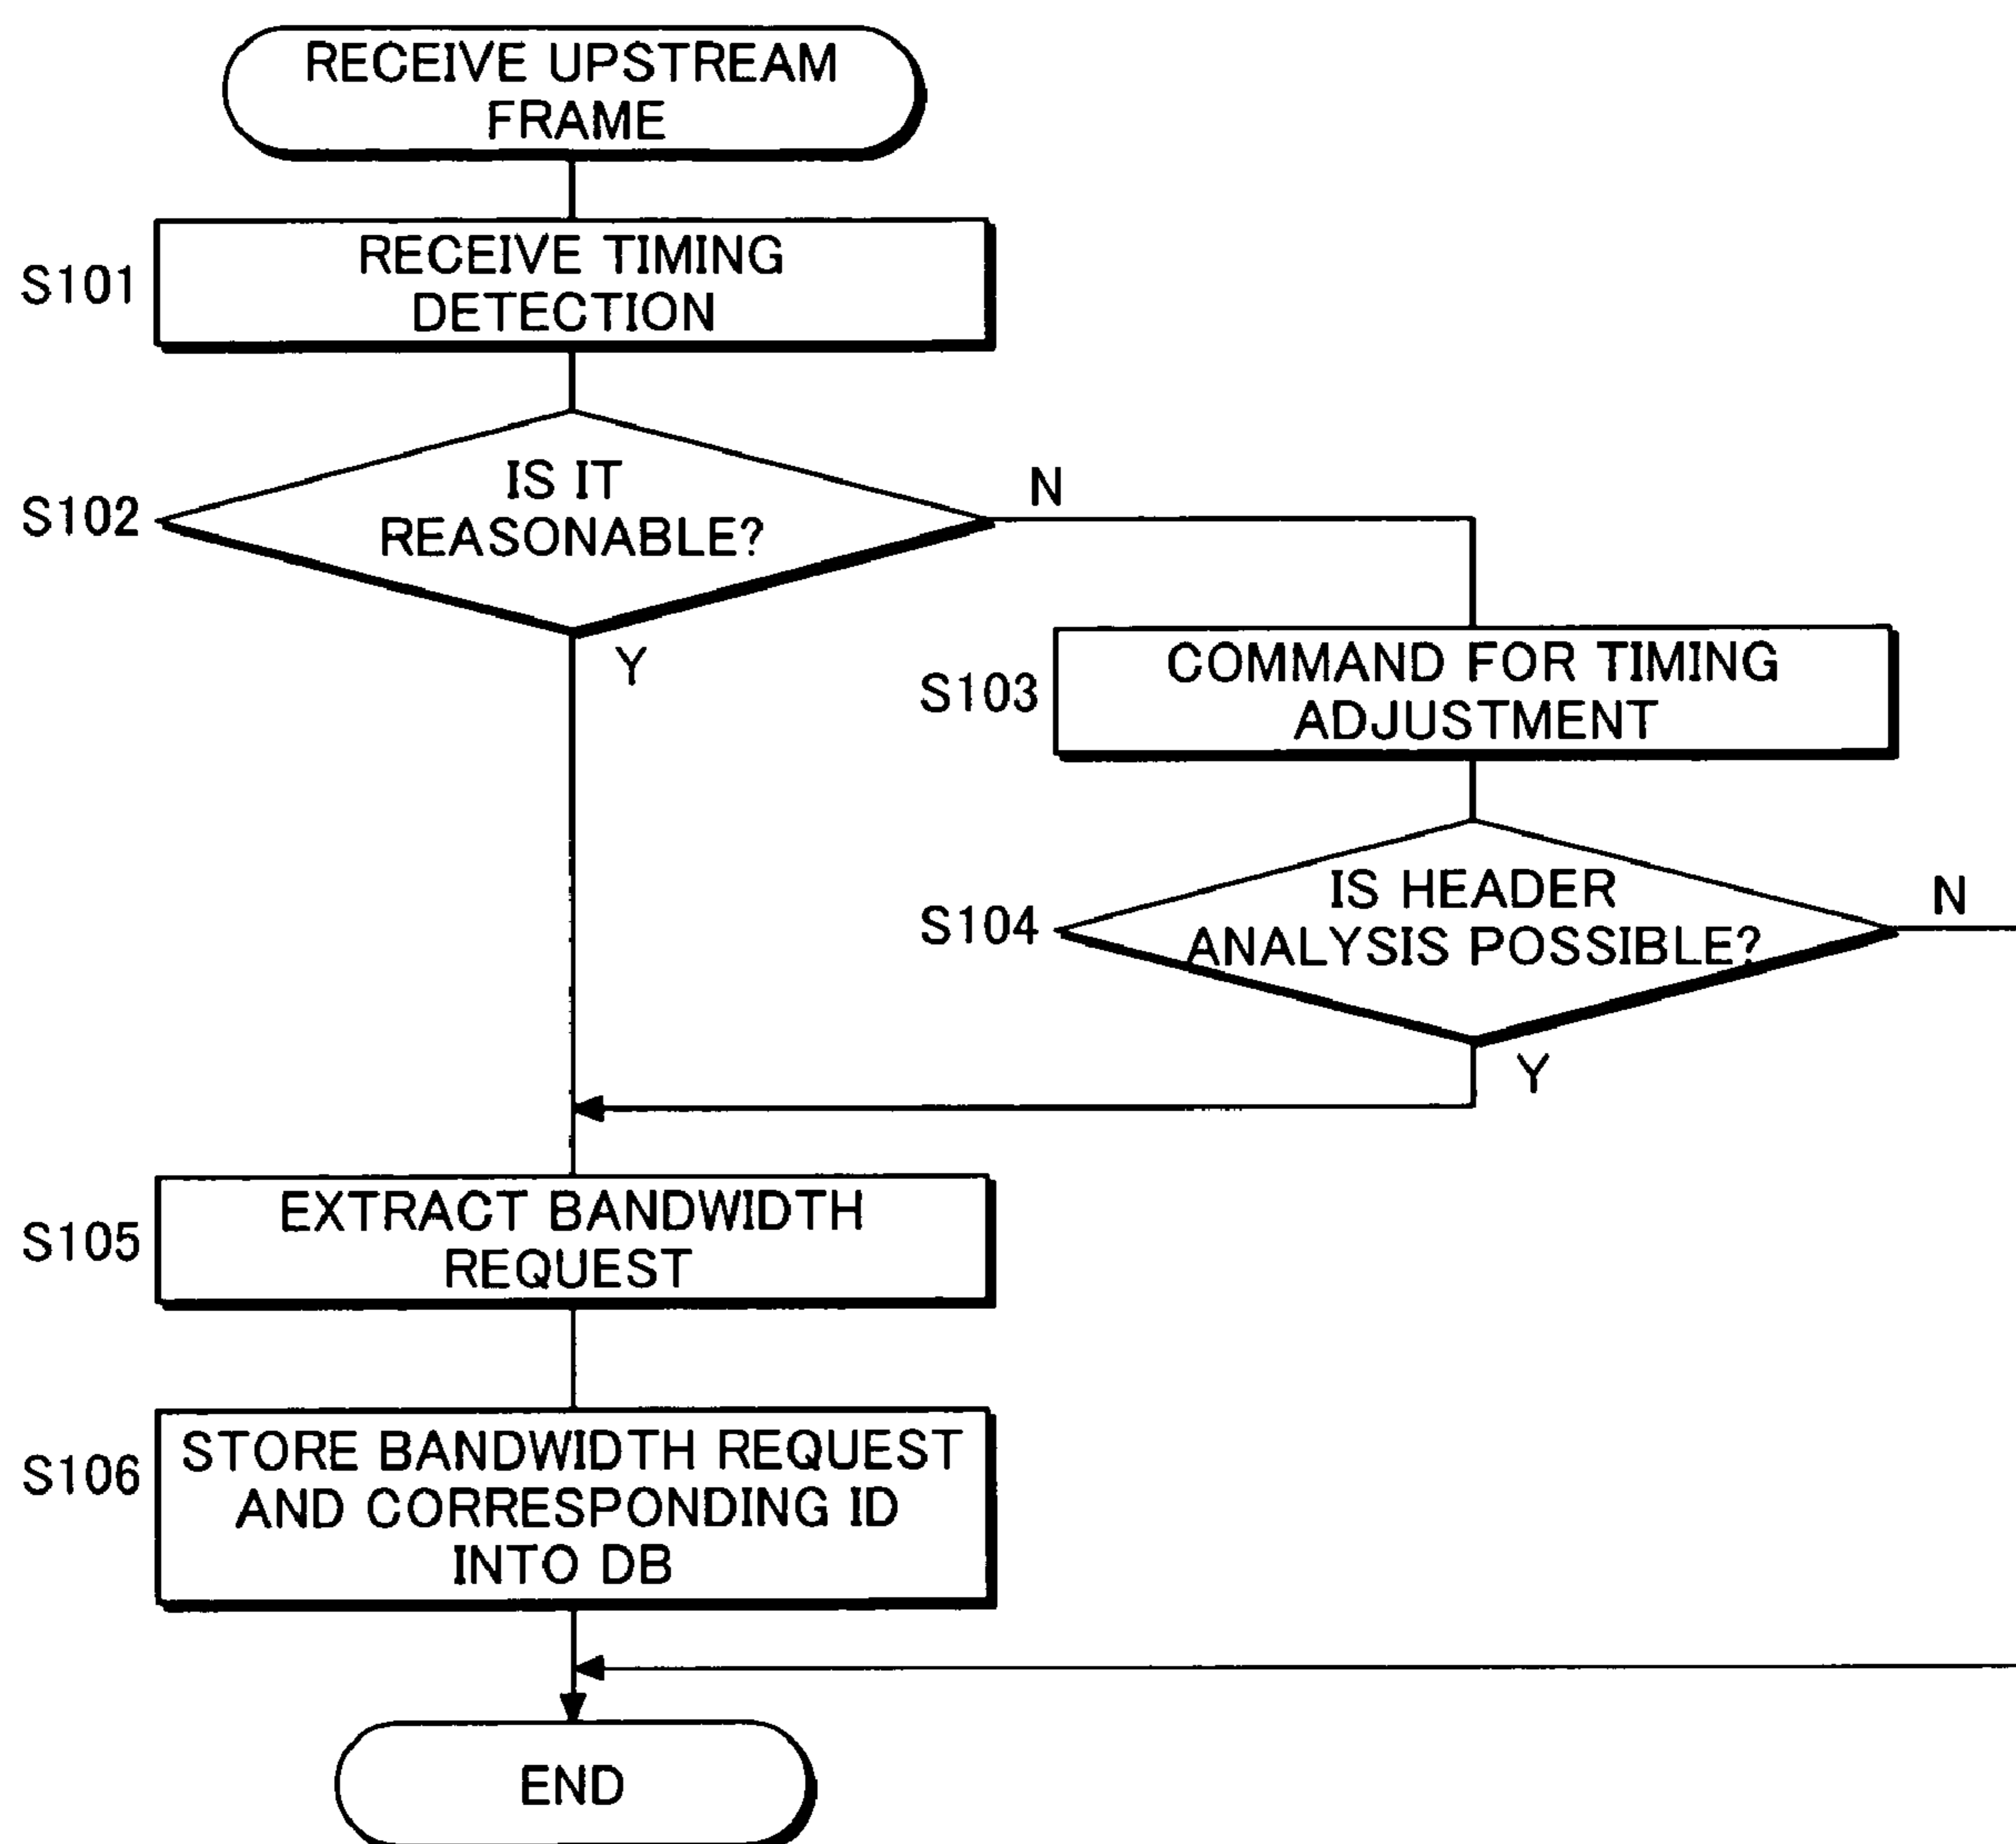 RECEIVE UPSTREAM
FRAME
S101
RECEIVE TIMING
DETECTION
S102
IS IT
REASONABLE?
N
Y
S103
COMMAND FOR TIMING
ADJUSTMENT
S104
IS HEADER
ANALYSIS POSSIBLE?
N
Y
S105
EXTRACT BANDWIDTH
REQUEST
S106
STORE BANDWIDTH REQUEST
AND CORRESPONDING ID
INTO DB
END